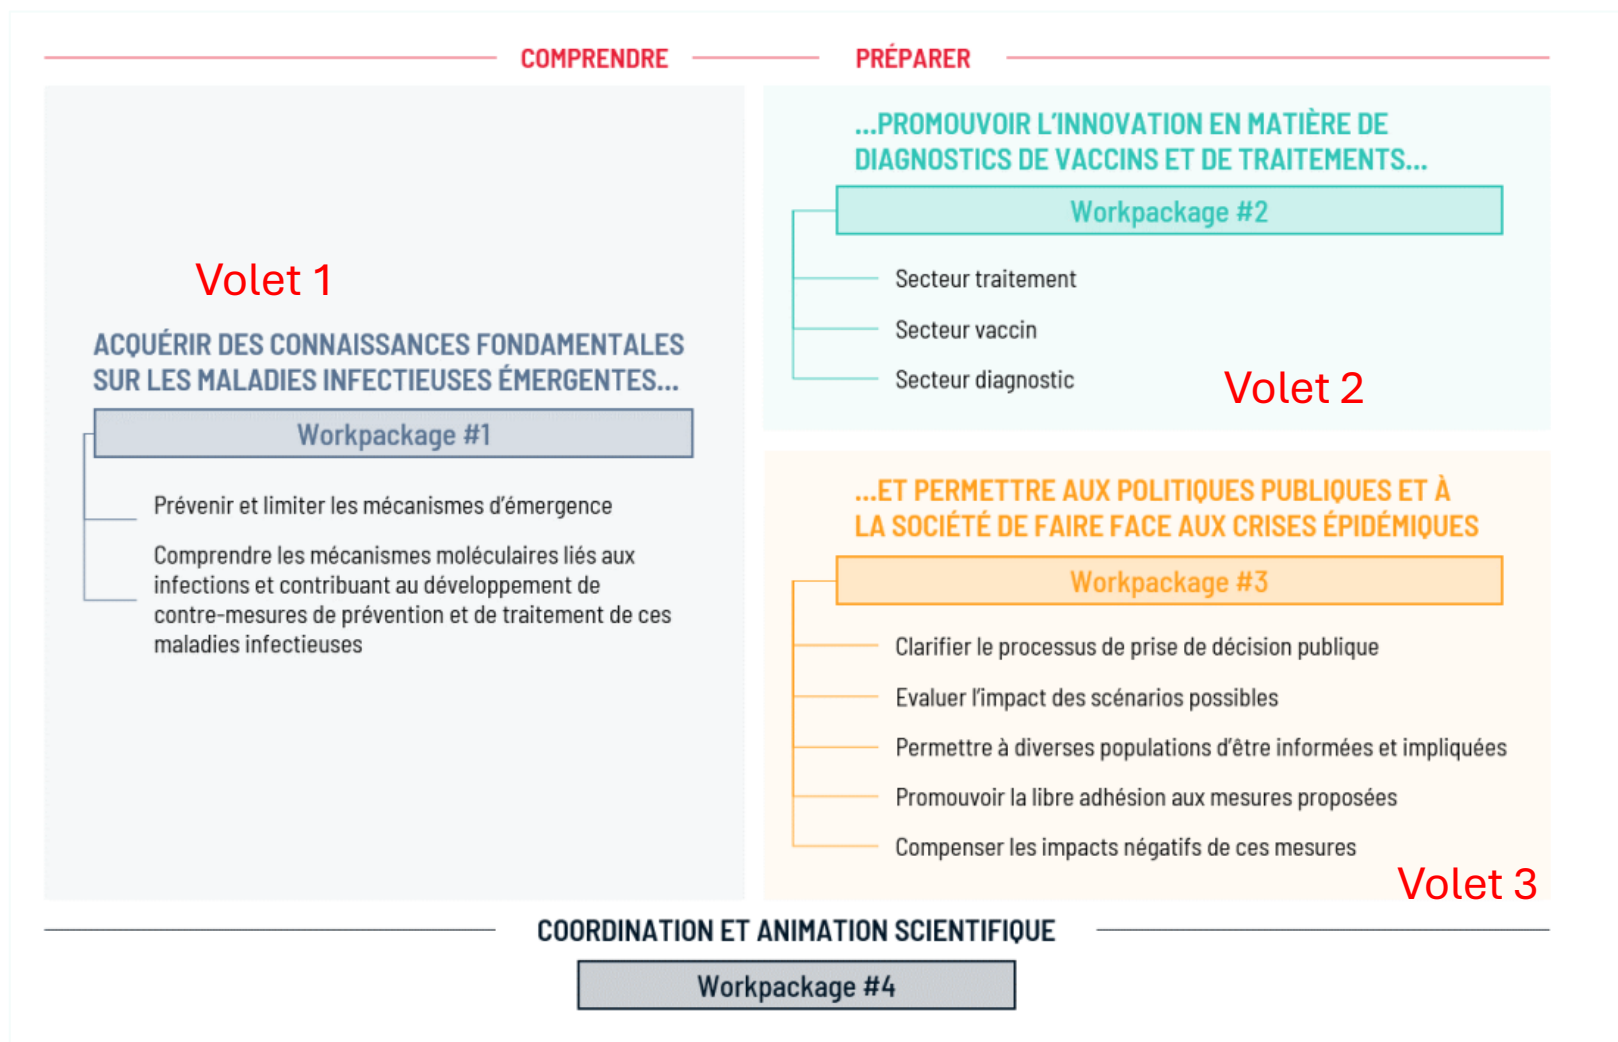 COMPRENDRE
PRÉPARER
Volet 1
ACQUÉRIR DES CONNAISSANCES FONDAMENTALES
SUR LES MALADIES INFECTIEUSES ÉMERGENTES...
Workpackage #1
Prévenir et limiter les mécanismes d'émergence
Comprendre les mécanismes moléculaires liés aux
infections et contribuant au développement de
contre-mesures de prévention et de traitement de ces
maladies infectieuses
...PROMOUVOIR L'INNOVATION EN MATIÈRE DE
DIAGNOSTICS DE VACCINS ET DE TRAITEMENTS...
Workpackage #2
Secteur traitement
Secteur vaccin
Secteur diagnostic
Volet 2
...ET PERMETTRE AUX POLITIQUES PUBLIQUES ET À
LA SOCIÉTÉ DE FAIRE FACE AUX CRISES ÉPIDÉMIQUES
Workpackage #3
Clarifier le processus de prise de décision publique
Evaluer l'impact des scénarios possibles
Permettre à diverses populations d'être informées et impliquées
Promouvoir la libre adhésion aux mesures proposées
Compenser les impacts négatifs de ces mesures
Volet 3
COORDINATION ET ANIMATION SCIENTIFIQUE
Workpackage #4